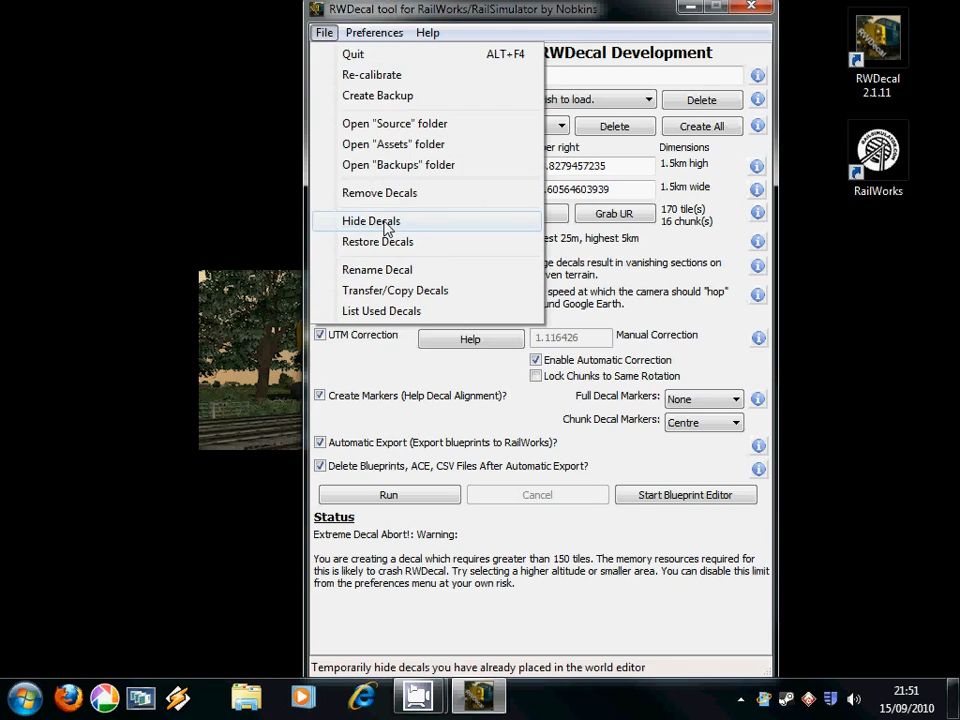 RWDecal tool for RailWorks/RailSimulator by Nobkins
File Preferences Help
Quit ALT+F4
Re-calibrate
Create Backup
Open "Source" folder
Open "Assets" folder
Open "Backups" folder
Remove Decals
Hide Decals
Restore Decals
Rename Decal
Transfer/Copy Decals
List Used Decals
RWDecal Development
ish to load. Delete
Delete Create All
per right Dimensions
.8279457235 1.5km high
.60564603939 1.5km wide
Grab UR 170 tile(s)
16 chunk(s)
est 25m, highest 5km
ge decals result in vanishing sections on
ven terrain.
speed at which the camera should "hop"
und Google Earth.
UTM Correction Help 1.116426 Manual Correction
Enable Automatic Correction
Lock Chunks to Same Rotation
Create Markers (Help Decal Alignment)? Full Decal Markers: None
Chunk Decal Markers: Centre
Automatic Export (Export blueprints to RailWorks)?
Delete Blueprints, ACE, CSV Files After Automatic Export?
Run Cancel Start Blueprint Editor
Status
Extreme Decal Abort!: Warning:
You are creating a decal which requires greater than 150 tiles. The memory resources required for
this is likely to crash RWDecal. Try selecting a higher altitude or smaller area. You can disable this limit
from the preferences menu at your own risk.
Temporarily hide decals you have already placed in the world editor
RWDecal
2.1.11
RailWorks
21:51
15/09/2010